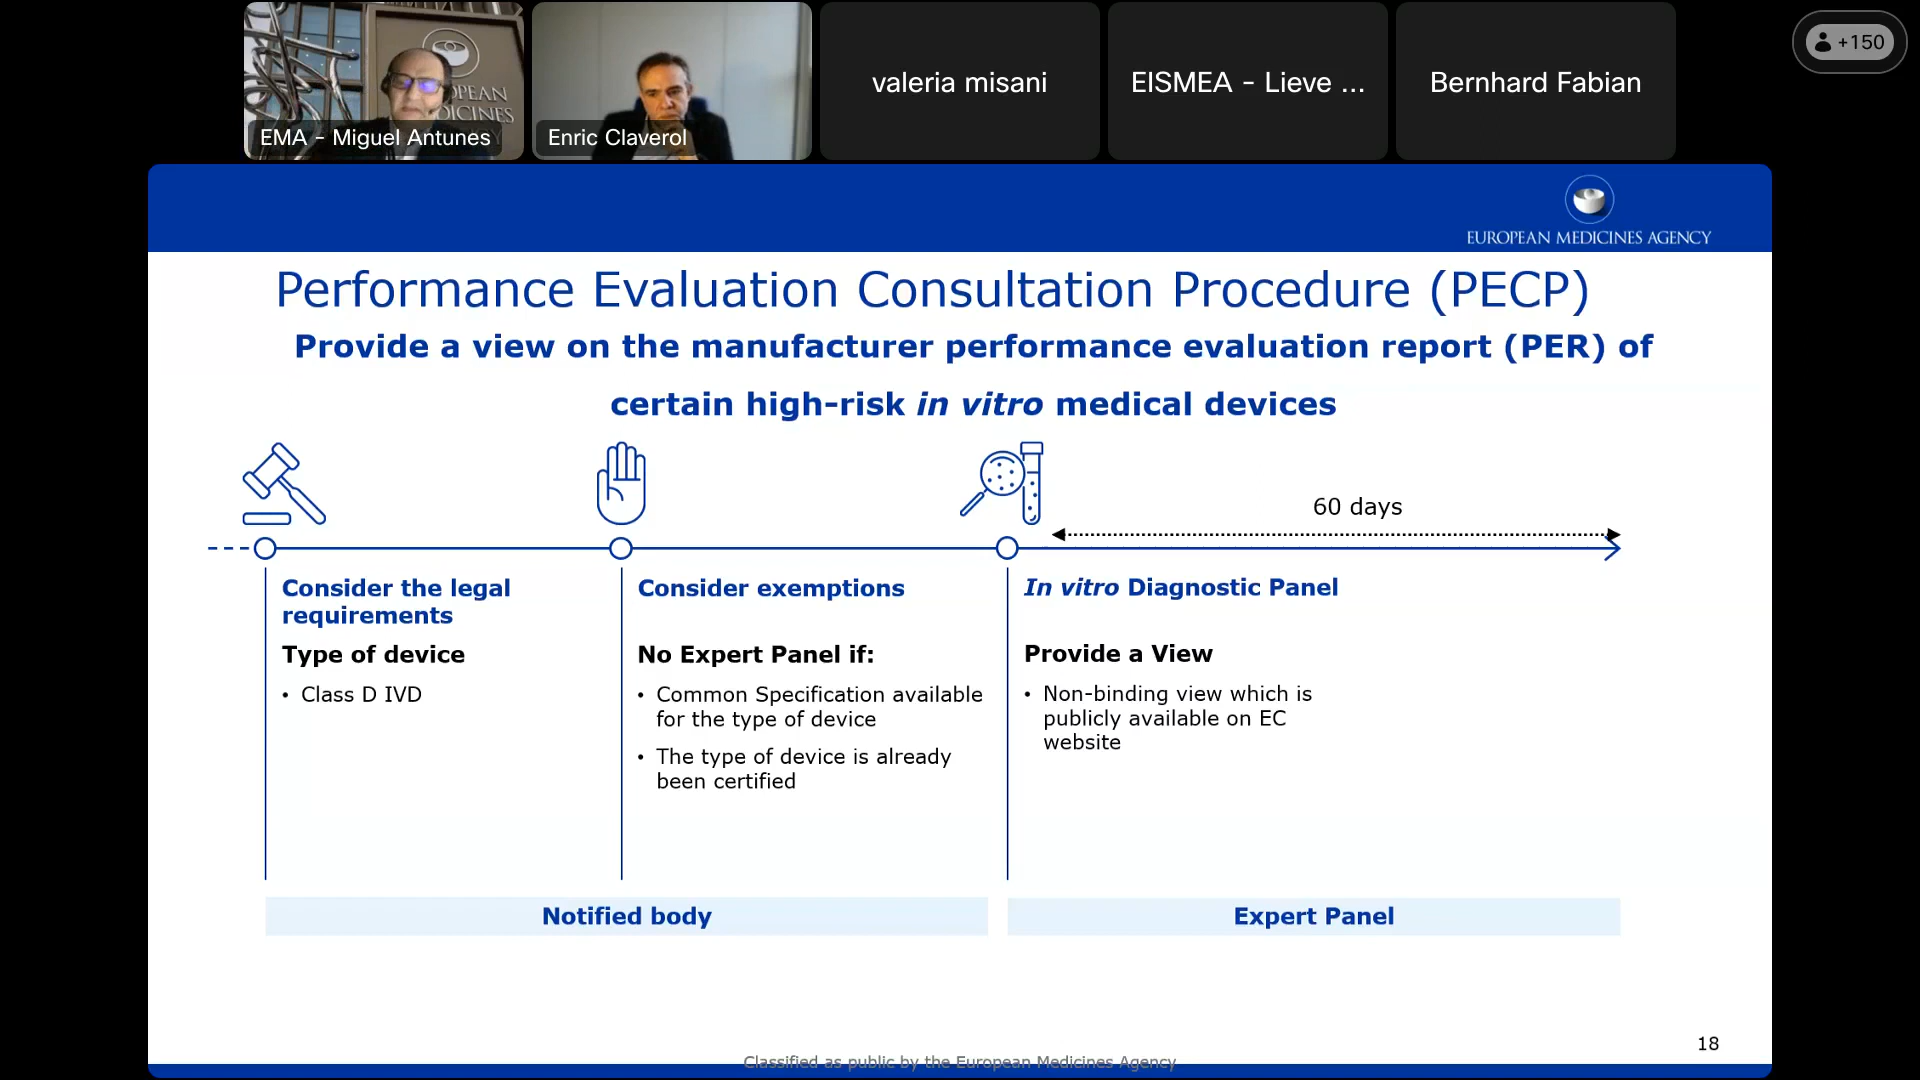 EUROPEAN
MEDICINES
EMA - Miguel Antunes
Enric Claverol
valeria misani
EISMEA - Lieve ...
Bernhard Fabian
+150
EUROPEAN MEDICINES AGENCY
Performance Evaluation Consultation Procedure (PECP)
Provide a view on the manufacturer performance evaluation report (PER) of
certain high-risk in vitro medical devices
60 days
Consider the legal
requirements
Type of device
• Class D IVD
Consider exemptions
No Expert Panel if:
• Common Specification available
for the type of device
• The type of device is already
been certified
In vitro Diagnostic Panel
Provide a View
• Non-binding view which is
publicly available on EC
website
Notified body
Expert Panel
18
Classified as public by the European Medicines Agency